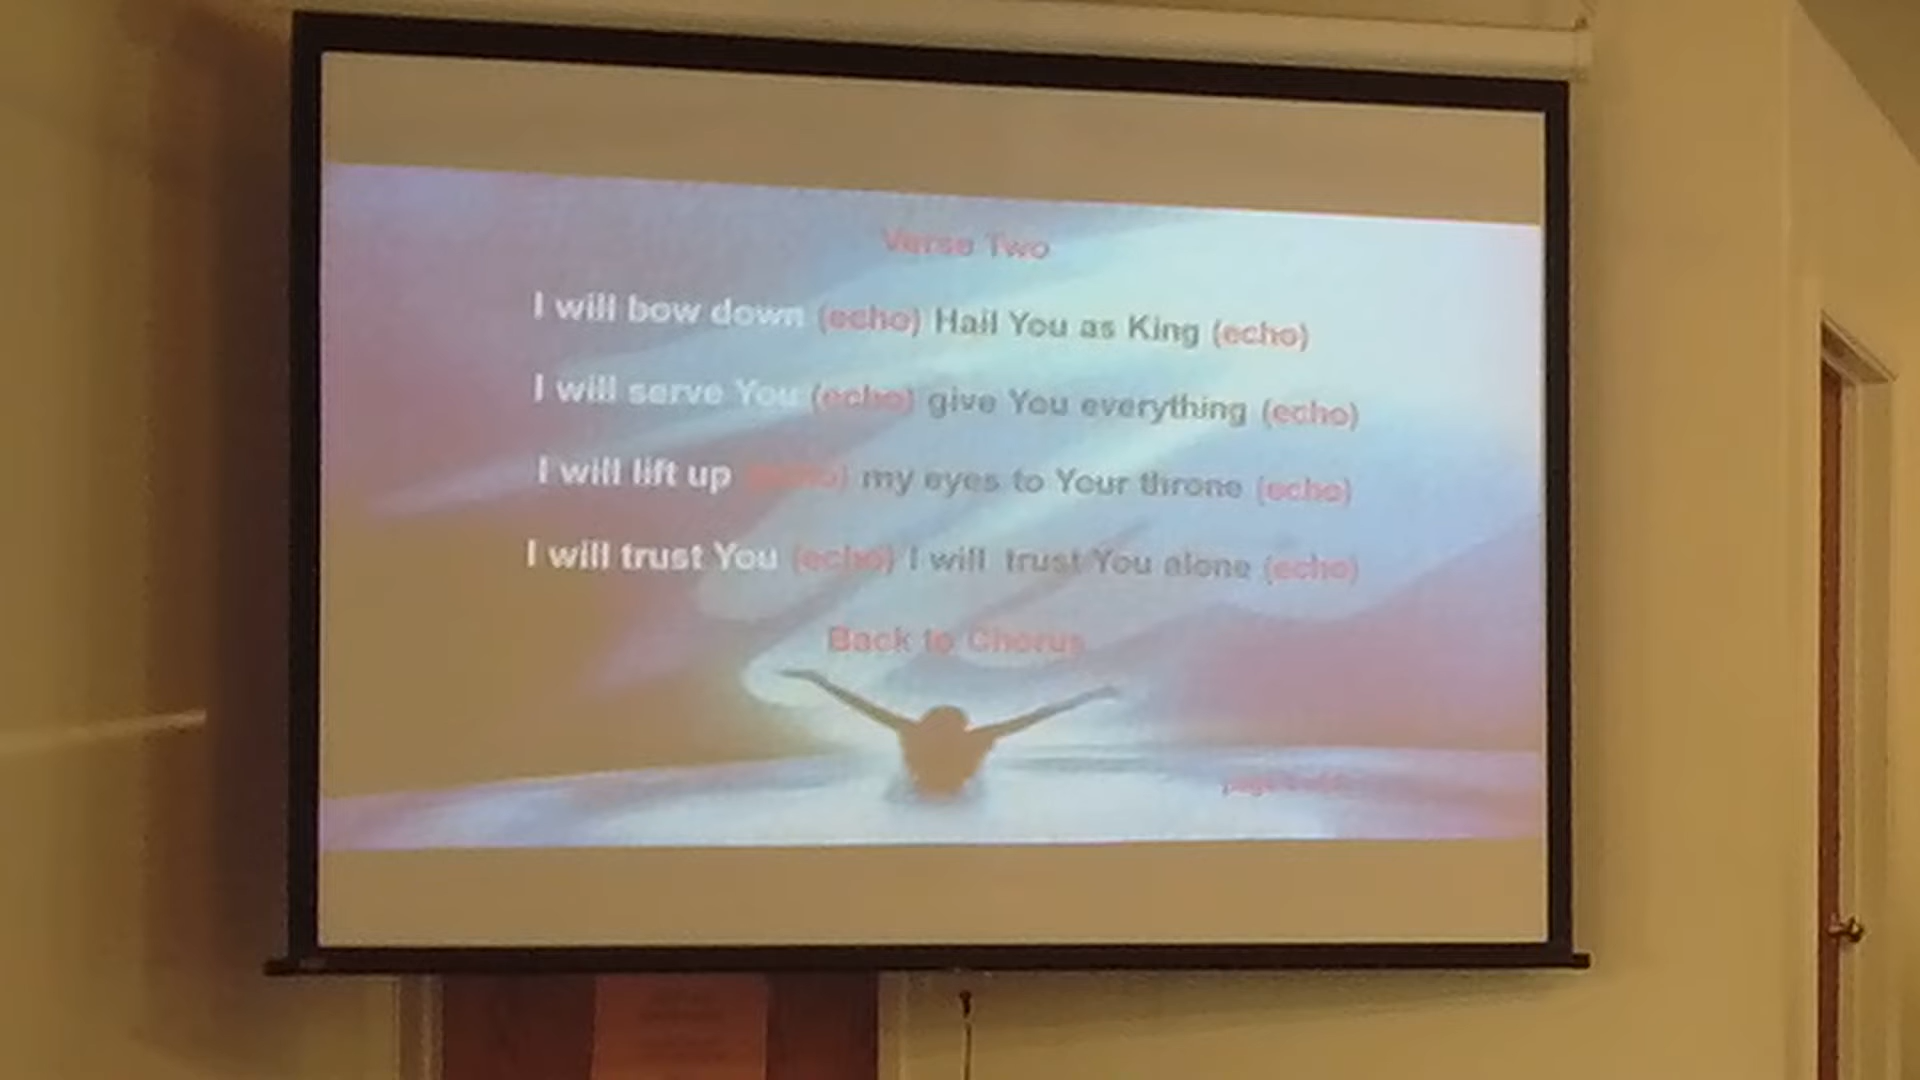 Verse Two
I will bow down (echo) Hail You as King (echo)
I will serve You (echo) give You everything (echo)
I will lift up (echo) my eyes to Your throne (echo)
I will trust You (echo) I will trust You alone (echo)
Back to Chorus
page